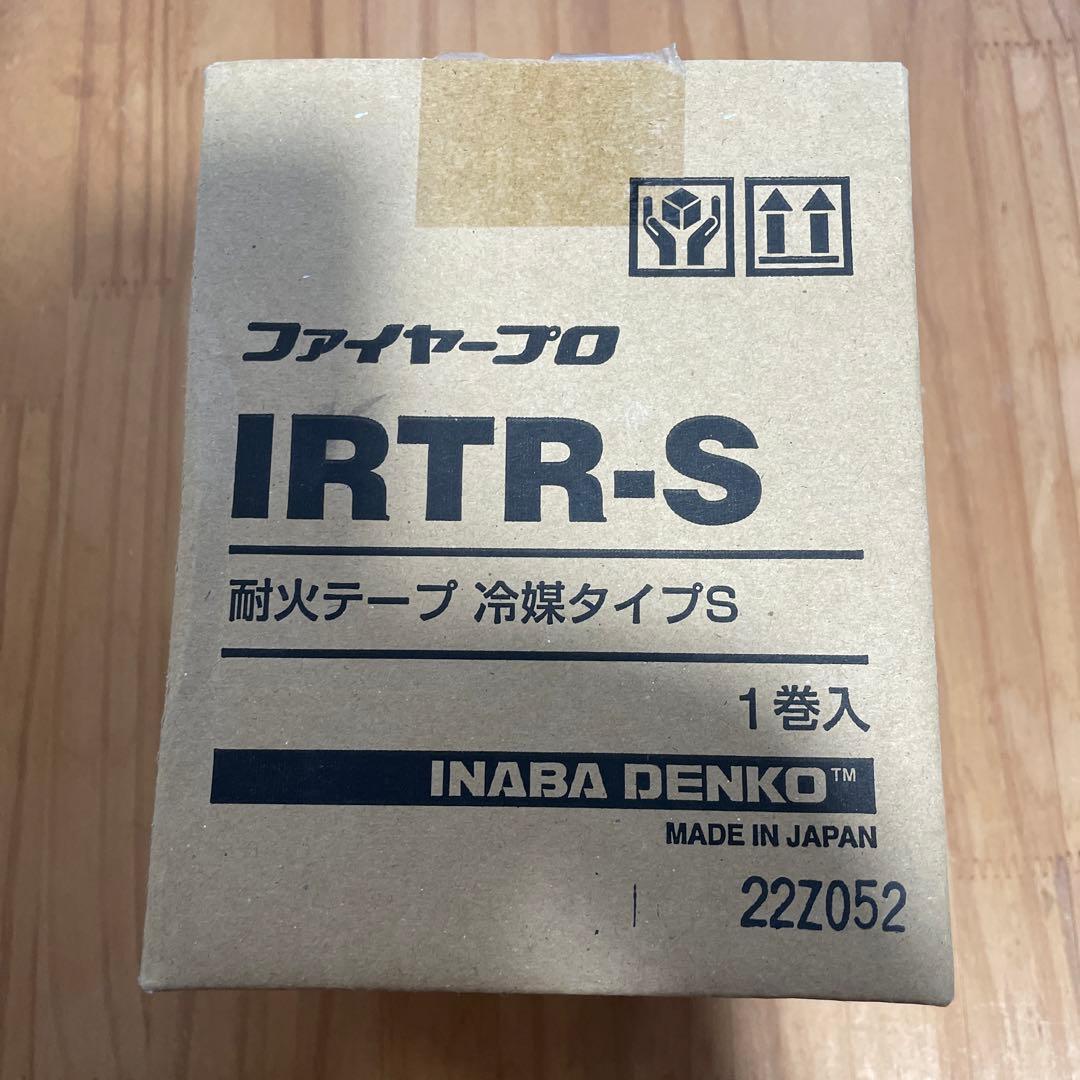 ファイヤープロ
IRTR-S
耐火テープ 冷媒タイプS
1巻入
INABA DENKO™
MADE IN JAPAN
22Z052